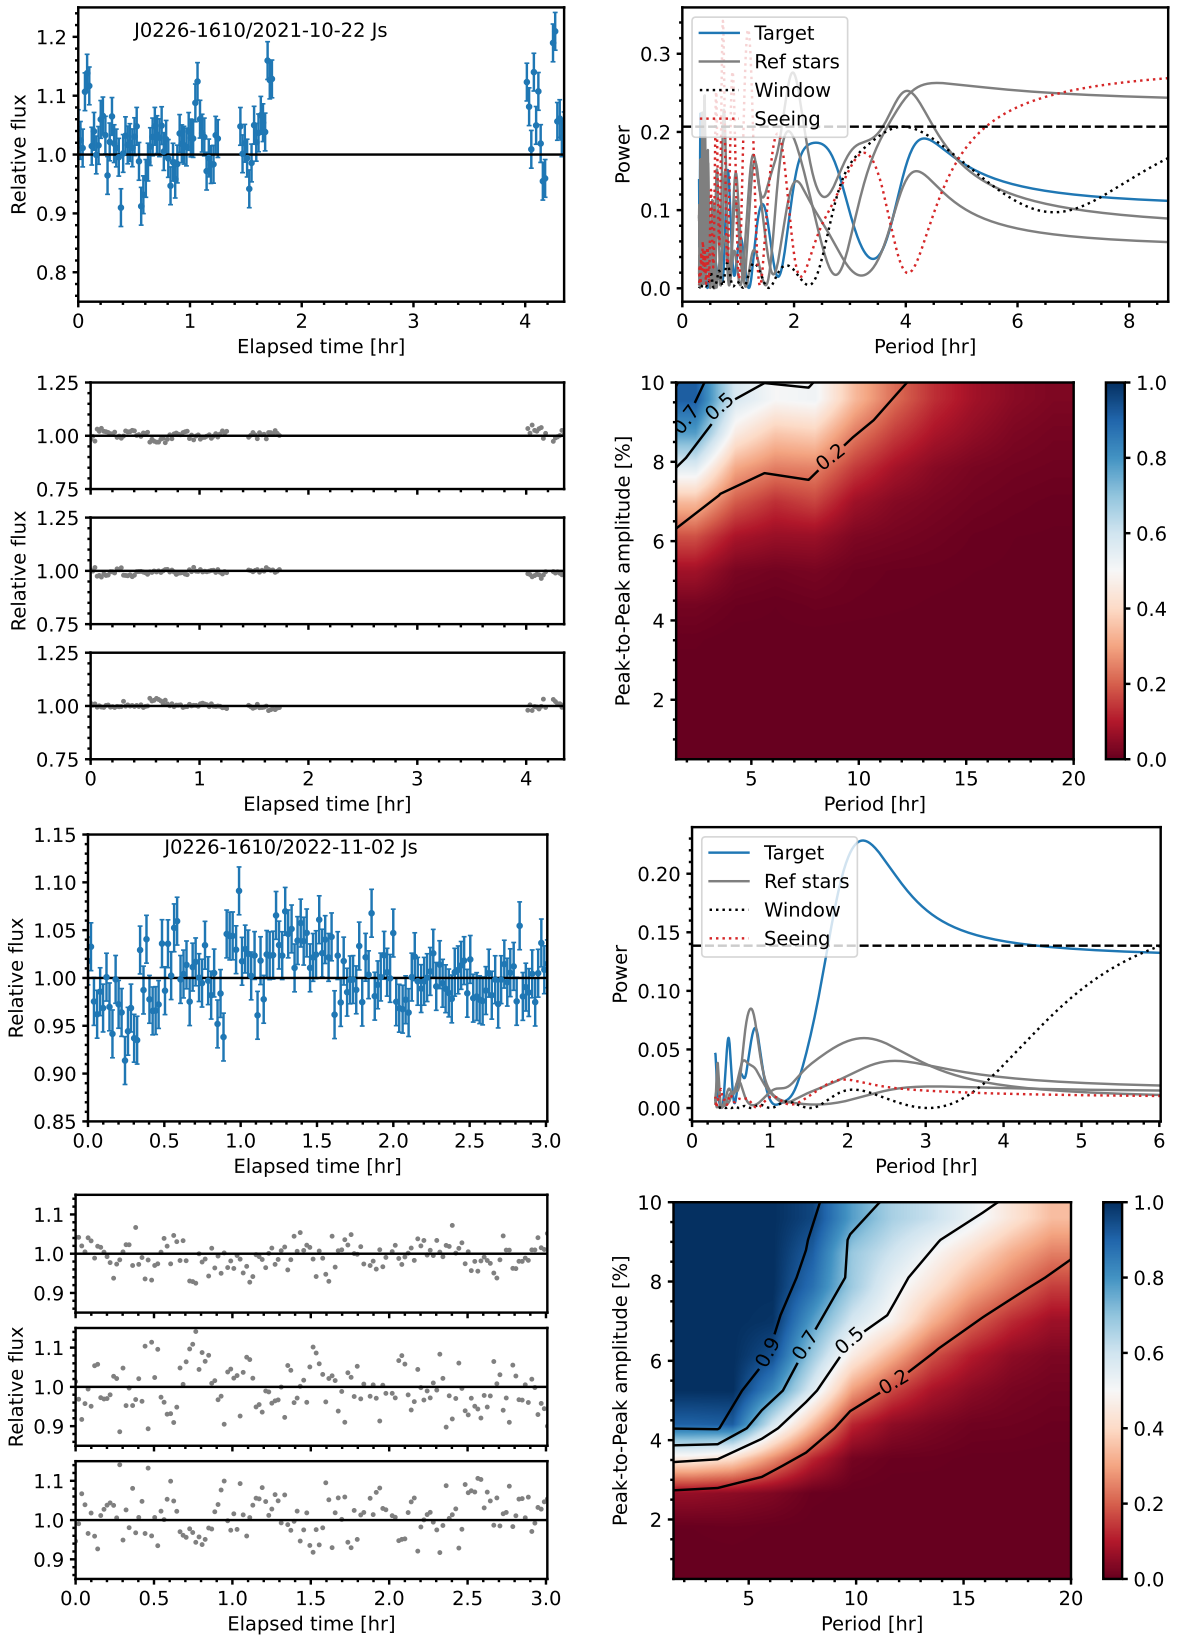 J0226-1610/2021-10-22 Js
Relative flux
1.2
1.1
1.0
0.9
0.8
0 1 2 3 4
Elapsed time [hr]
Target
Ref stars
Window
Seeing
Power
0.3
0.2
0.1
0.0
0 2 4 6 8
Period [hr]
Relative flux
1.25
1.00
0.75
1.25
1.00
0.75
1.25
1.00
0.75
0 1 2 3 4
Elapsed time [hr]
Peak-to-Peak amplitude [%]
10
8
6
4
2
0.7
0.5
0.2
5 10 15 20
Period [hr]
1.0
0.8
0.6
0.4
0.2
0.0
J0226-1610/2022-11-02 Js
Relative flux
1.15
1.10
1.05
1.00
0.95
0.90
0.85
0.0 0.5 1.0 1.5 2.0 2.5 3.0
Elapsed time [hr]
Target
Ref stars
Window
Seeing
Power
0.20
0.15
0.10
0.05
0.00
0 1 2 3 4 5 6
Period [hr]
Relative flux
1.1
1.0
0.9
1.1
1.0
0.9
1.1
1.0
0.9
0.0 0.5 1.0 1.5 2.0 2.5 3.0
Elapsed time [hr]
Peak-to-Peak amplitude [%]
10
8
6
4
2
0.9
0.7
0.5
0.2
5 10 15 20
Period [hr]
1.0
0.8
0.6
0.4
0.2
0.0